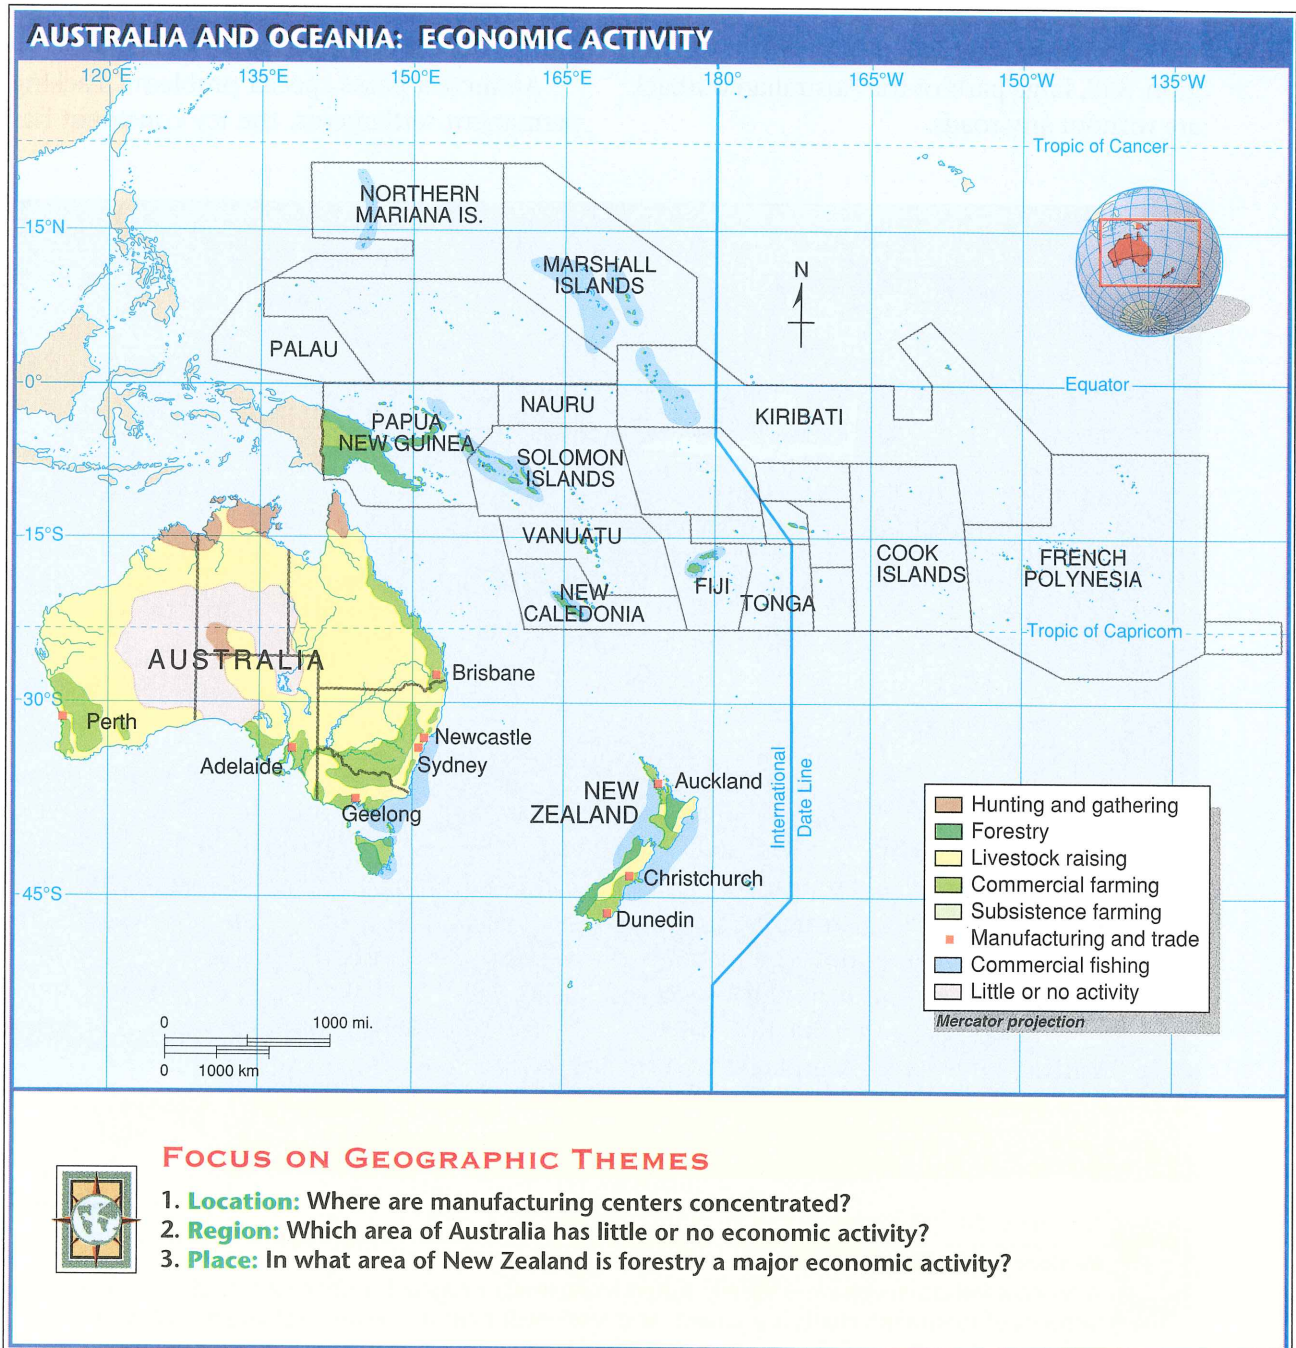 AUSTRALIA AND OCEANIA: ECONOMIC ACTIVITY
120°E
135°E
150°E
165°E
180°
165°W
150°W
135°W
Tropic of Cancer
NORTHERN
MARIANA IS.
15°N
MARSHALL
ISLANDS
N
PALAU
0°
Equator
NAURU
KIRIBATI
PAPUA
NEW GUINEA
SOLOMON
ISLANDS
15°S
VANUATU
COOK
ISLANDS
FRENCH
POLYNESIA
FIJI
NEW
CALEDONIA
TONGA
Tropic of Capricorn
AUSTRALIA
Brisbane
30°S
Perth
Newcastle
Adelaide
Sydney
International
Date Line
NEW
ZEALAND
Auckland
Geelong
Christchurch
45°S
Dunedin
Hunting and gathering
Forestry
Livestock raising
Commercial farming
Subsistence farming
Manufacturing and trade
Commercial fishing
Little or no activity
Mercator projection
0 1000 mi.
0 1000 km
FOCUS ON GEOGRAPHIC THEMES
1. Location: Where are manufacturing centers concentrated?
2. Region: Which area of Australia has little or no economic activity?
3. Place: In what area of New Zealand is forestry a major economic activity?